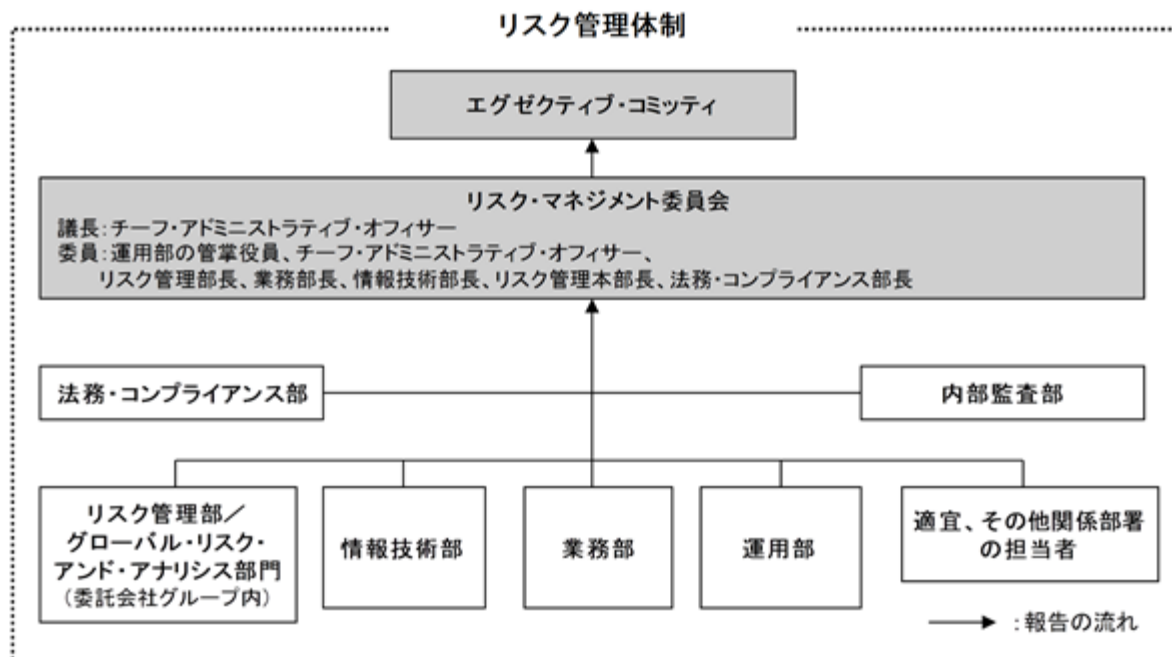 リスク管理体制
エグゼクティブ・コミッティ
リスク・マネジメント委員会
議長：チーフ・アドミニストラティブ・オフィサー
委員：運用部の管掌役員、チーフ・アドミニストラティブ・オフィサー、
リスク管理部長、業務部長、情報技術部長、リスク管理本部長、法務・コンプライアンス部長
法務・コンプライアンス部
内部監査部
リスク管理部／
グローバル・リスク・
アンド・アナリシス部門
（委託会社グループ内）
情報技術部
業務部
運用部
適宜、その他関係部署
の担当者
：報告の流れ